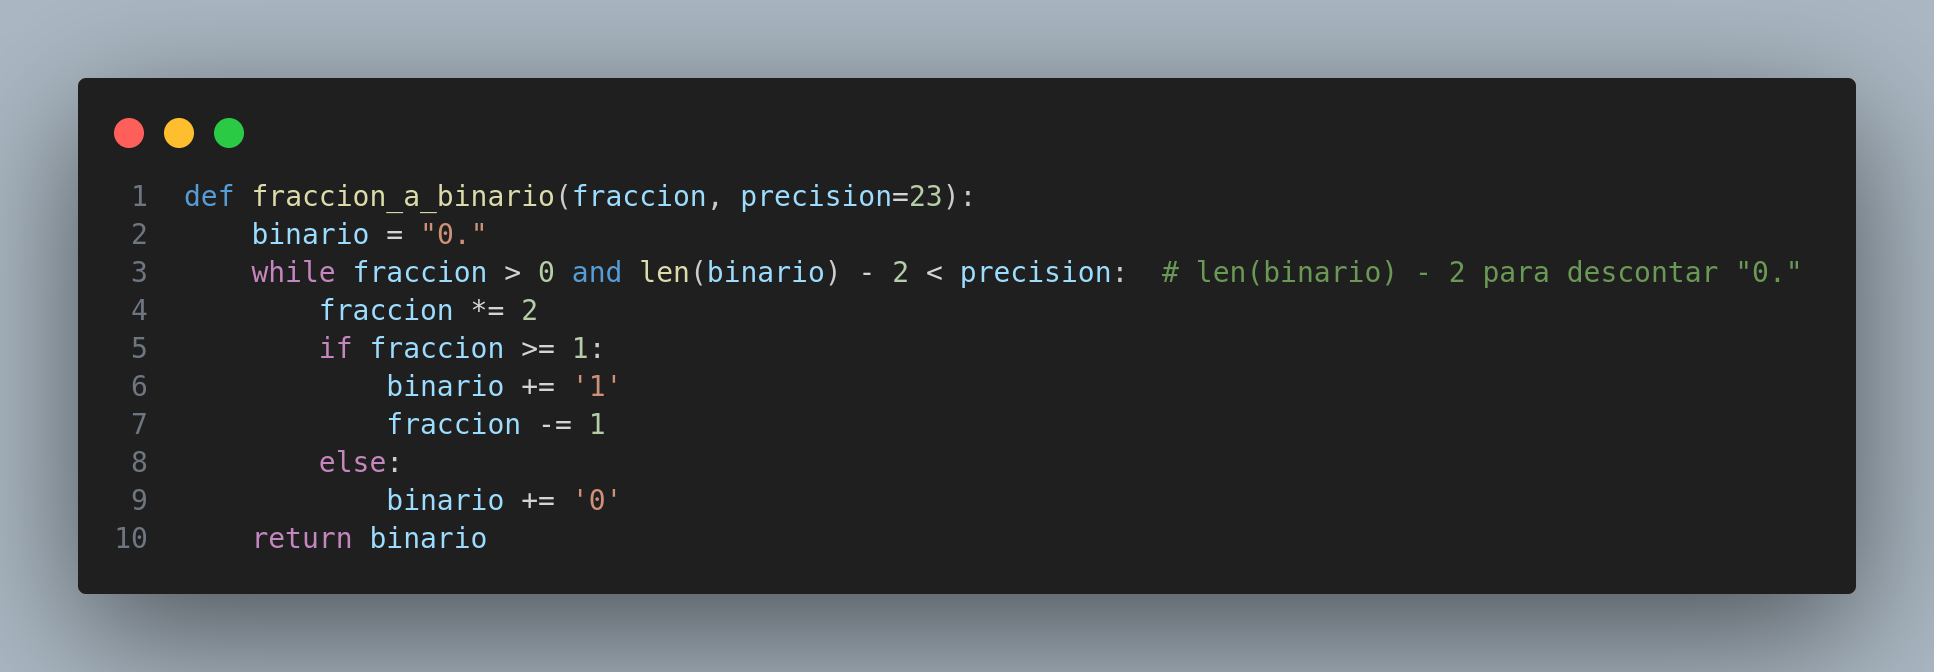 1 def fraccion_a_binario(fraccion, precision=23):
2     binario = "0."
3     while fraccion > 0 and len(binario) - 2 < precision:  # len(binario) - 2 para descontar "0."
4         fraccion *= 2
5         if fraccion >= 1:
6             binario += '1'
7             fraccion -= 1
8         else:
9             binario += '0'
10     return binario